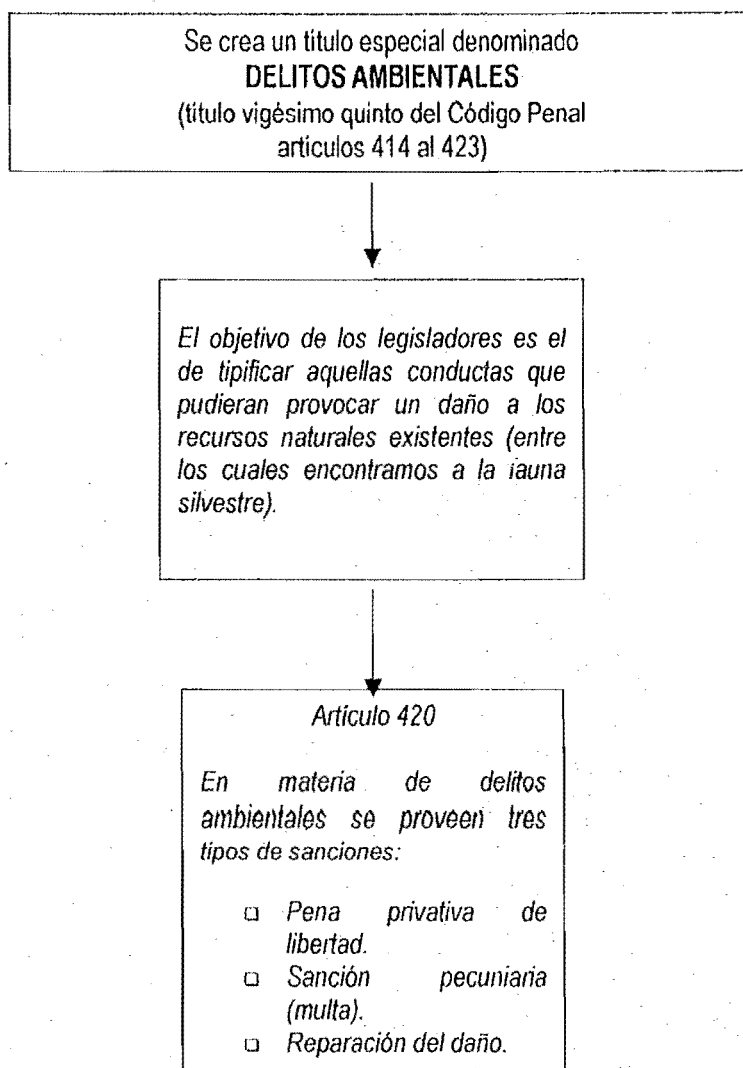 Se crea un titulo especial denominado
DELITOS AMBIENTALES
(titulo vigésimo quinto del Código Penal
articulos 414 al 423)
El objetivo de los legisladores es el
de tipificar aquellas conductas que
pudieran provocar un daño a los
recursos naturales existentes (entre
los cuales encontramos a la fauna
silvestre).
Artículo 420
En materia de delitos
ambientales se proveen tres
tipos de sanciones:
❑ Pena privativa de
libertad.
❑ Sanción pecuniaria
(multa).
❑ Reparación del daño.